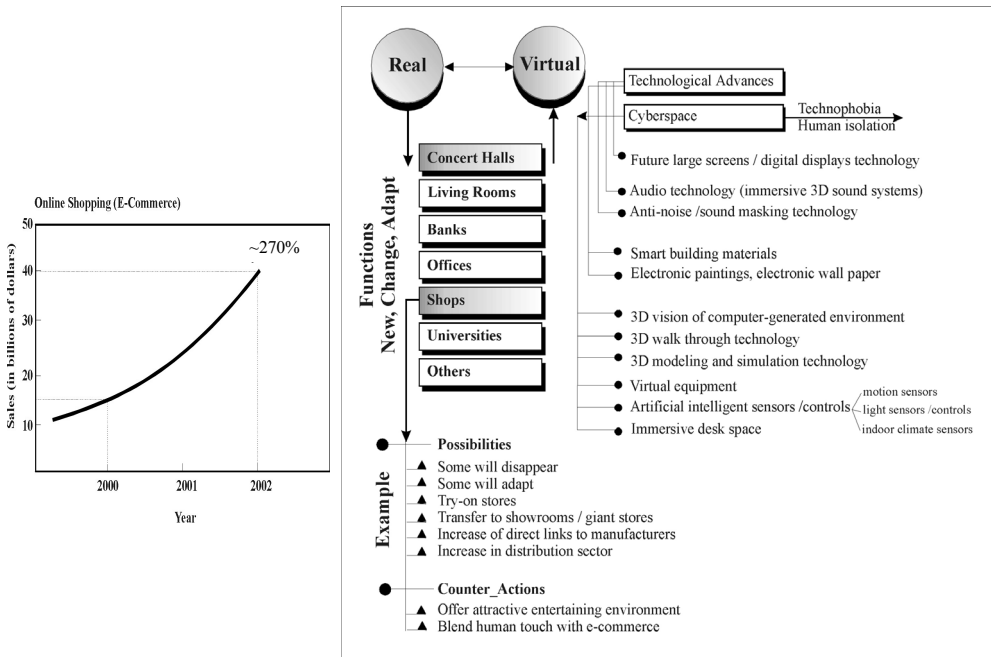 Online Shopping (E-Commerce)
~270%
50
40
30
20
10
Sales (in billions of dollars)
2000
2001
2002
Year
Real
Virtual
Functions
New, Change, Adapt
Concert Halls
Living Rooms
Banks
Offices
Shops
Universities
Others
Technological Advances
Cyberspace
Technophobia
Human isolation
Future large screens / digital displays technology
Audio technology (immersive 3D sound systems)
Anti-noise /sound masking technology
Smart building materials
Electronic paintings, electronic wall paper
3D vision of computer-generated environment
3D walk through technology
3D modeling and simulation technology
Virtual equipment
Artificial intelligent sensors /controls
motion sensors
light sensors /controls
indoor climate sensors
Immersive desk space
Example
Possibilities
Some will disappear
Some will adapt
Try-on stores
Transfer to showrooms / giant stores
Increase of direct links to manufacturers
Increase in distribution sector
Counter_Actions
Offer attractive entertaining environment
Blend human touch with e-commerce